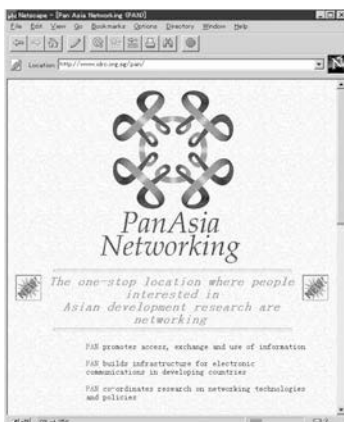 Netscape - [Pan Asia Networking (PAN)]
File Edit View Go Bookmarks Options Directory Window Help
Location: http://www.idrc.org.sg/pan/
N
PanAsia
Networking
The one-stop location where people
interested in
Asian development research are
networking
PAN promotes access, exchange and use of information
PAN builds infrastructure for electronic
communications in developing countries
PAN co-ordinates research on networking technologies
and policies